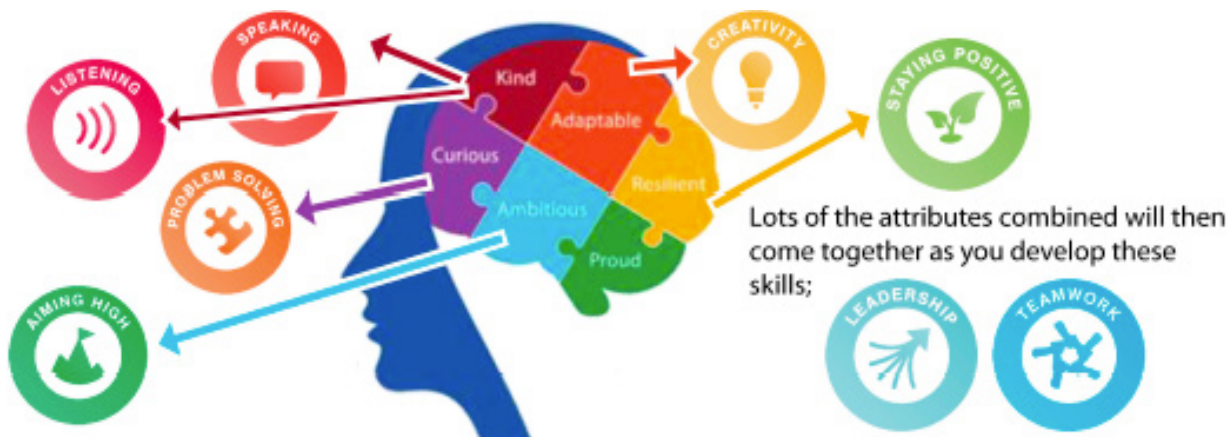 SPEAKING
CREATIVITY
LISTENING
STAYING POSITIVE
Kind
Adaptable
Curious
Resilient
PROBLEM SOLVING
Ambitious
Proud
Lots of the attributes combined will then
come together as you develop these
skills;
AIMING HIGH
LEADERSHIP
TEAMWORK